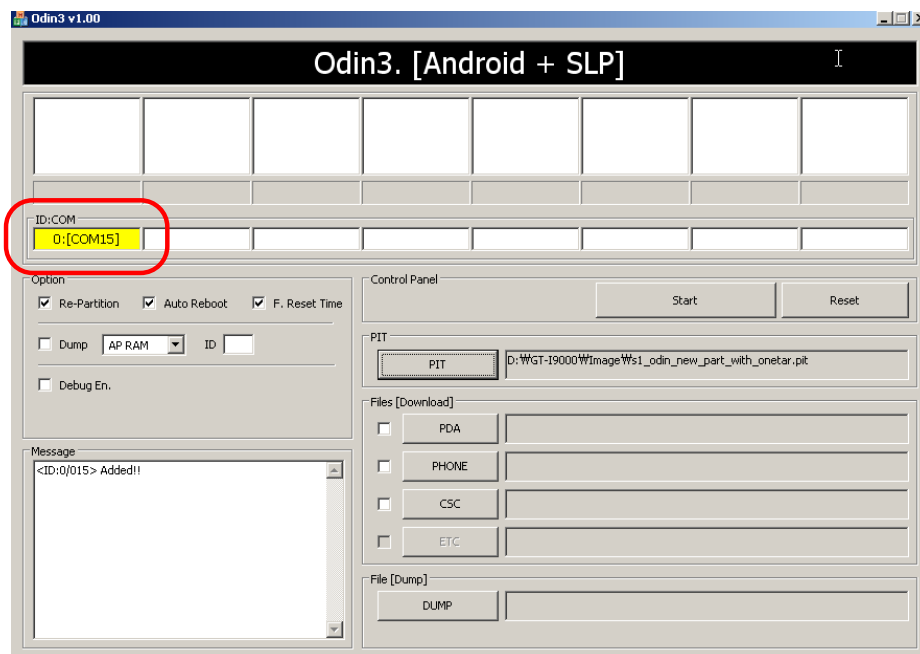 Odin3 v1.00
Odin3. [Android + SLP]
ID:COM
0:[COM15]
Option
Re-Partition Auto Reboot F. Reset Time
Dump AP RAM ID
Debug En.
Message
<ID:0/015> Added!!
Control Panel
Start Reset
PIT
PIT D:₩GT-I9000₩Image₩s1_odin_new_part_with_onetar.pit
Files [Download]
PDA
PHONE
CSC
ETC
File [Dump]
DUMP